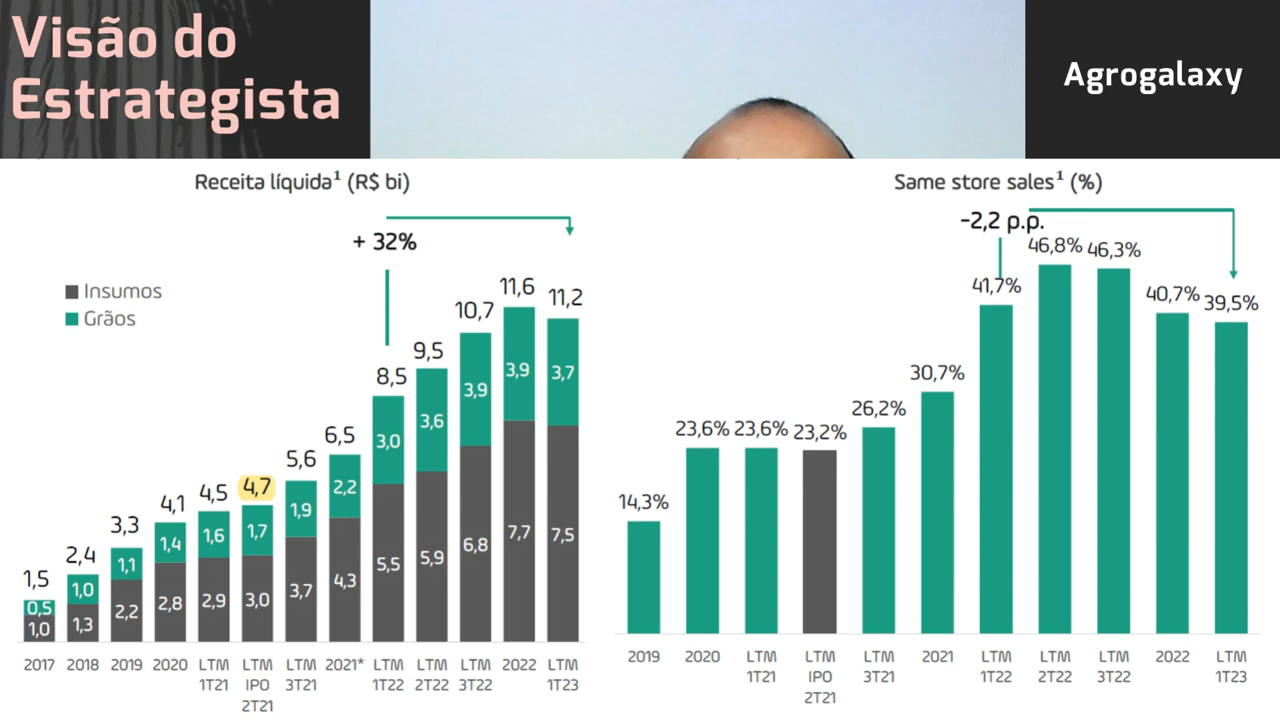 Visão do
Estrategista
Agrogalaxy
Receita líquida¹ (R$ bi)
+ 32%
Insumos
Grãos
1,5
2,4
3,3
4,1
4,5
4,7
5,6
6,5
8,5
9,5
10,7
11,6
11,2
0,5
1,0
1,1
1,4
1,6
1,7
1,9
2,2
3,0
3,6
3,9
3,9
3,7
1,0
1,3
2,2
2,8
2,9
3,0
3,7
4,3
5,5
5,9
6,8
7,7
7,5
2017
2018
2019
2020
LTM
1T21
LTM
IPO
2T21
LTM
3T21
2021*
LTM
1T22
LTM
2T22
LTM
3T22
2022
LTM
1T23
Same store sales¹ (%)
-2,2 p.p.
14,3%
23,6%
23,6%
23,2%
26,2%
30,7%
41,7%
46,8%
46,3%
40,7%
39,5%
2019
2020
LTM
1T21
LTM
IPO
2T21
LTM
3T21
2021
LTM
1T22
LTM
2T22
LTM
3T22
2022
LTM
1T23